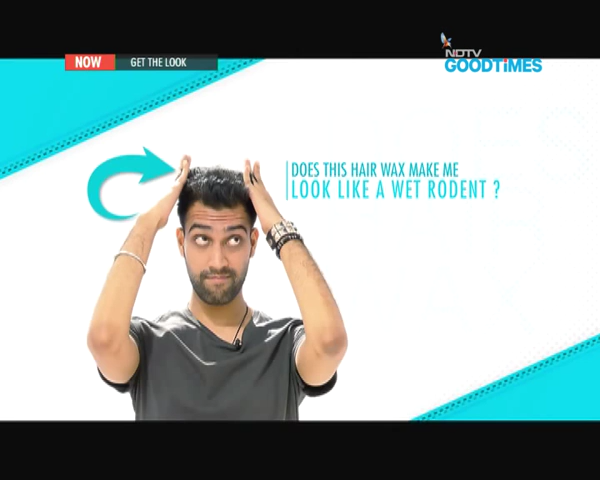 NOW GET THE LOOK
NDTV
GOODTiMES
DOES THIS HAIR WAX MAKE ME
LOOK LIKE A WET RODENT ?